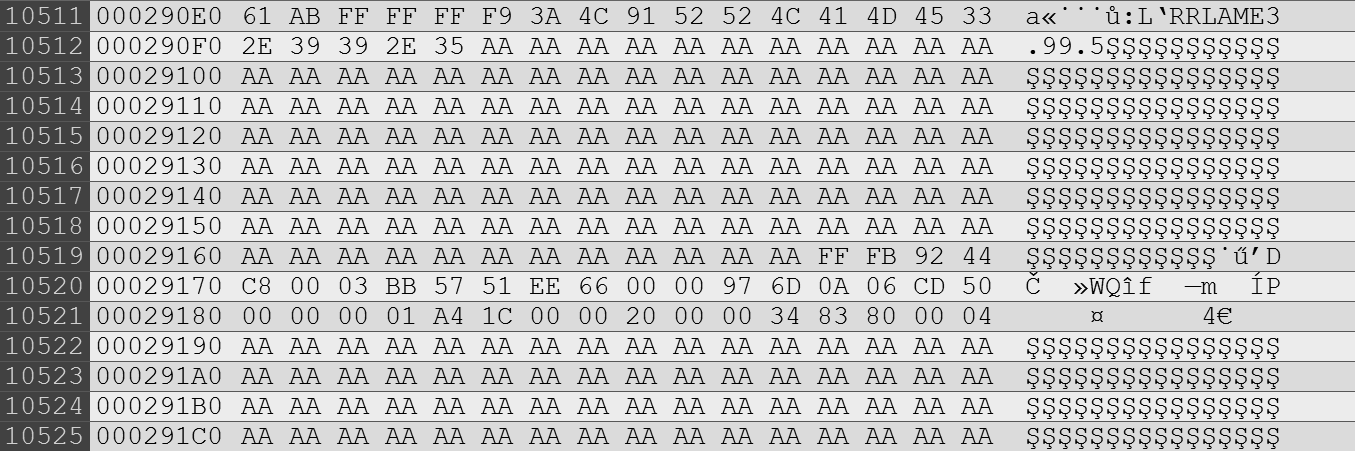 10511 000290E0 61 AB FF FF FF F9 3A 4C 91 52 52 4C 41 4D 45 33 a«˙˙˙ů:L‘RRLAME3
10512 000290F0 2E 39 39 2E 35 AA AA AA AA AA AA AA AA AA AA AA .99.5ŞŞŞŞŞŞŞŞŞŞŞ
10513 00029100 AA AA AA AA AA AA AA AA AA AA AA AA AA AA AA AA ŞŞŞŞŞŞŞŞŞŞŞŞŞŞŞŞ
10514 00029110 AA AA AA AA AA AA AA AA AA AA AA AA AA AA AA AA ŞŞŞŞŞŞŞŞŞŞŞŞŞŞŞŞ
10515 00029120 AA AA AA AA AA AA AA AA AA AA AA AA AA AA AA AA ŞŞŞŞŞŞŞŞŞŞŞŞŞŞŞŞ
10516 00029130 AA AA AA AA AA AA AA AA AA AA AA AA AA AA AA AA ŞŞŞŞŞŞŞŞŞŞŞŞŞŞŞŞ
10517 00029140 AA AA AA AA AA AA AA AA AA AA AA AA AA AA AA AA ŞŞŞŞŞŞŞŞŞŞŞŞŞŞŞŞ
10518 00029150 AA AA AA AA AA AA AA AA AA AA AA AA AA AA AA AA ŞŞŞŞŞŞŞŞŞŞŞŞŞŞŞŞ
10519 00029160 AA AA AA AA AA AA AA AA AA AA AA AA FF FB 92 44 ŞŞŞŞŞŞŞŞŞŞŞŞ˙ű’D
10520 00029170 C8 00 03 BB 57 51 EE 66 00 00 97 6D 0A 06 CD 50 Č »WQîf —m ÍP
10521 00029180 00 00 00 01 A4 1C 00 00 20 00 00 34 83 80 00 04 ¤ 4€
10522 00029190 AA AA AA AA AA AA AA AA AA AA AA AA AA AA AA AA ŞŞŞŞŞŞŞŞŞŞŞŞŞŞŞŞ
10523 000291A0 AA AA AA AA AA AA AA AA AA AA AA AA AA AA AA AA ŞŞŞŞŞŞŞŞŞŞŞŞŞŞŞŞ
10524 000291B0 AA AA AA AA AA AA AA AA AA AA AA AA AA AA AA AA ŞŞŞŞŞŞŞŞŞŞŞŞŞŞŞŞ
10525 000291C0 AA AA AA AA AA AA AA AA AA AA AA AA AA AA AA AA ŞŞŞŞŞŞŞŞŞŞŞŞŞŞŞŞ